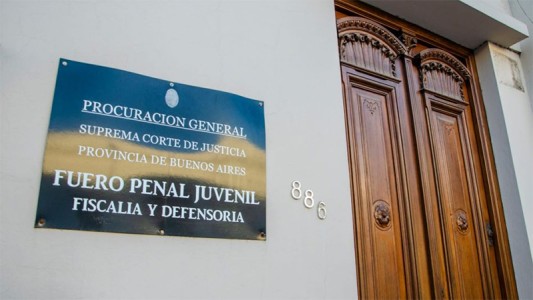 PROCURACION GENERAL
SUPREMA CORTE DE JUSTICIA
PROVINCIA DE BUENOS AIRES
FUERO PENAL JUVENIL
FISCALIA Y DEFENSORIA
886